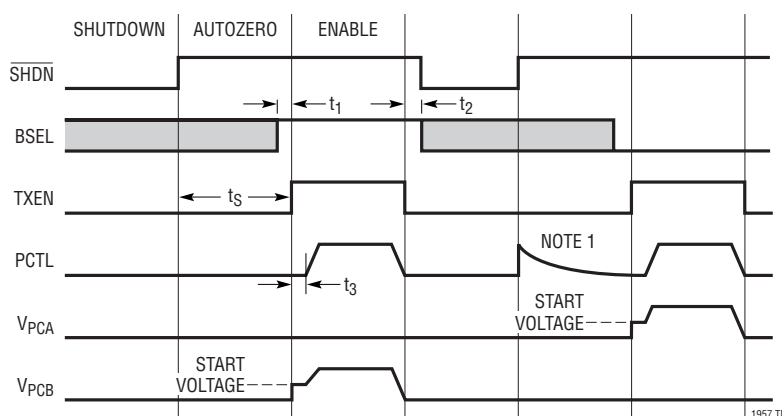 SHUTDOWN AUTOZERO ENABLE
SHDN
t1 t2
BSEL
tS
TXEN
NOTE 1
PCTL
t3
START
VOLTAGE
VPCA
START
VOLTAGE
VPCB